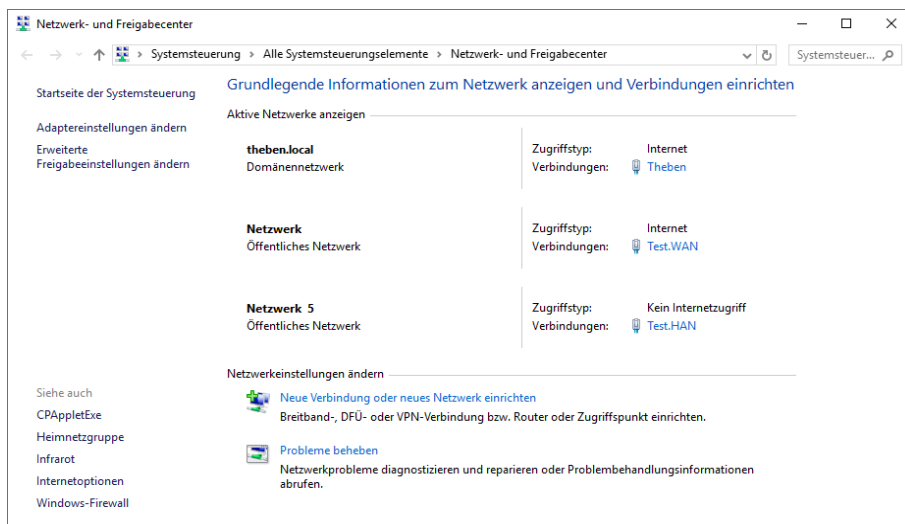 Netzwerk- und Freigabecenter
Systemsteuerung > Alle Systemsteuerungselemente > Netzwerk- und Freigabecenter
Systemsteuer...
Startseite der Systemsteuerung
Adaptereinstellungen ändern
Erweiterte
Freigabeeinstellungen ändern
Grundlegende Informationen zum Netzwerk anzeigen und Verbindungen einrichten
Aktive Netzwerke anzeigen
theben.local
Domänennetzwerk
Zugriffstyp: Internet
Verbindungen: Theben
Netzwerk
Öffentliches Netzwerk
Zugriffstyp: Internet
Verbindungen: Test.WAN
Netzwerk 5
Öffentliches Netzwerk
Zugriffstyp: Kein Internetzugriff
Verbindungen: Test.HAN
Netzwerkeinstellungen ändern
Neue Verbindung oder neues Netzwerk einrichten
Breitband-, DFÜ- oder VPN-Verbindung bzw. Router oder Zugriffspunkt einrichten.
Probleme beheben
Netzwerkprobleme diagnostizieren und reparieren oder Problembehandlungsinformationen
abrufen.
Siehe auch
CPAppletExe
Heimnetzgruppe
Infrarot
Internetoptionen
Windows-Firewall